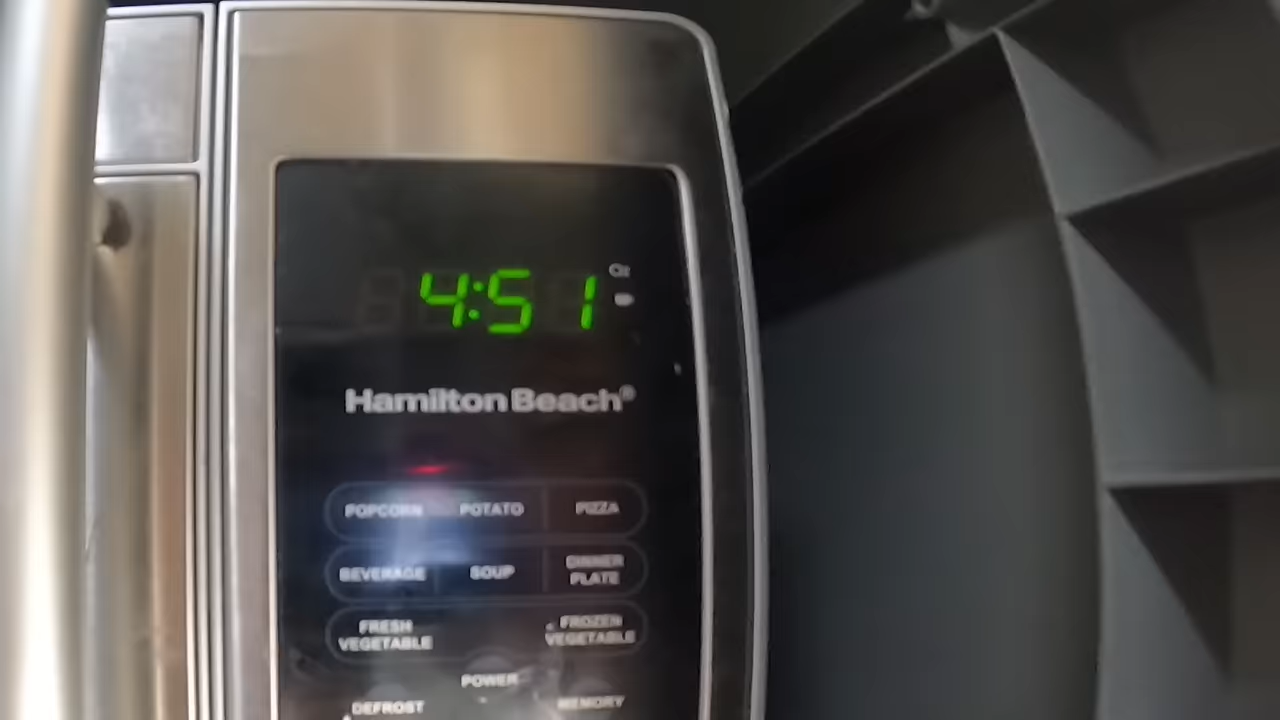 4:51
Hamilton Beach®
POPCORN POTATO PIZZA
BEVERAGE SOUP DINNER
PLATE
FRESH
VEGETABLE
FROZEN
VEGETABLE
POWER
DEFROST MEMORY